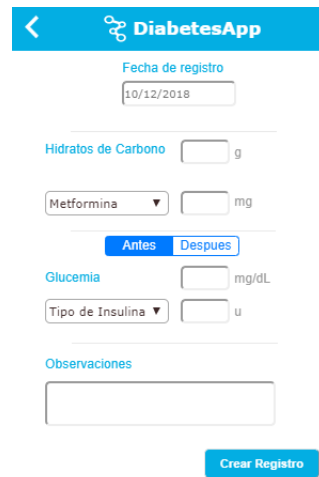 DiabetesApp
Fecha de registro
10/12/2018
Hidratos de Carbono g
Metformina mg
Antes Despues
Glucemia mg/dL
Tipo de Insulina u
Observaciones
Crear Registro